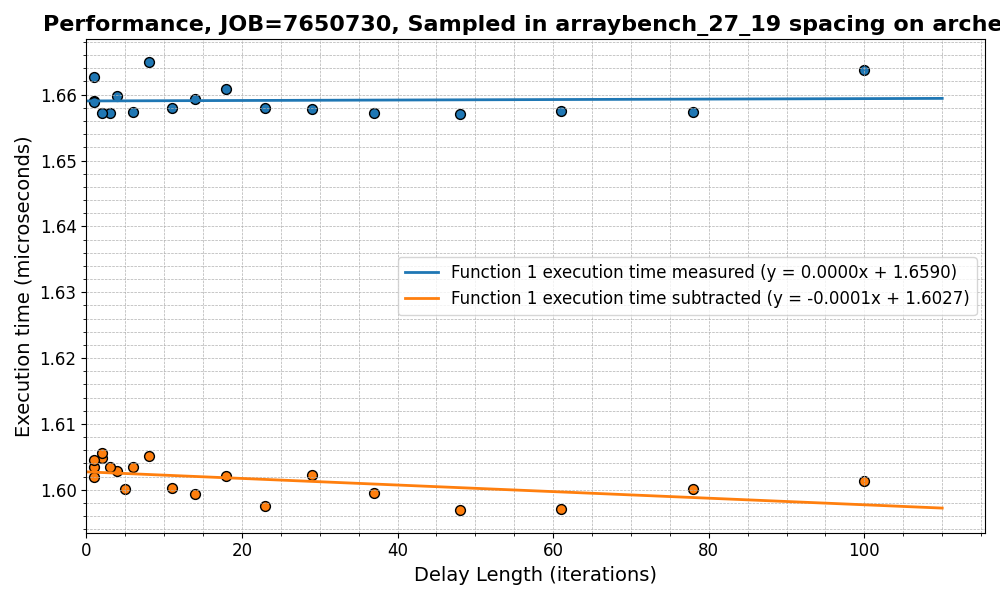 Performance, JOB=7650730, Sampled in arraybench_27_19 spacing on arche
Execution time (microseconds)
1.66
1.65
1.64
1.63
1.62
1.61
1.60
Function 1 execution time measured (y = 0.0000x + 1.6590)
Function 1 execution time subtracted (y = -0.0001x + 1.6027)
0 20 40 60 80 100
Delay Length (iterations)